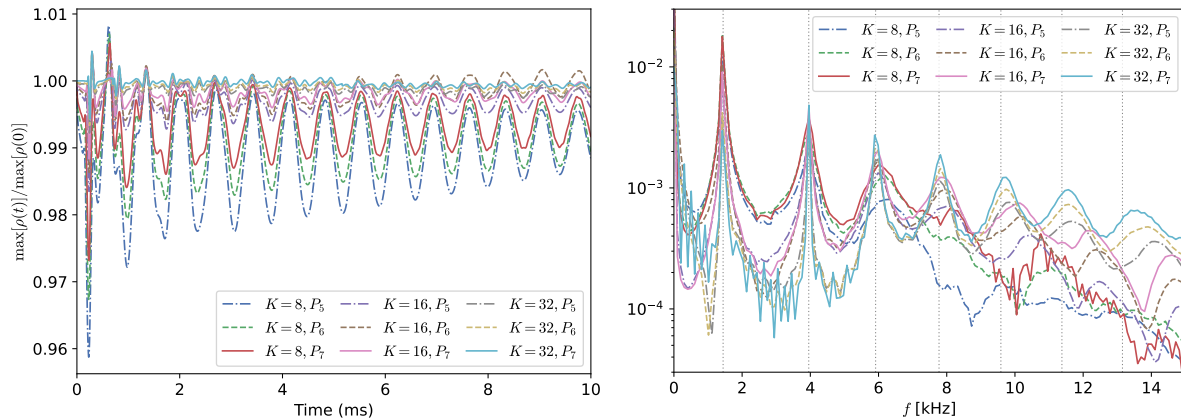 1.01
1.00
0.99
0.98
0.97
0.96
max[ρ(t)]/max[ρ(0)]
K = 8, P₅
K = 8, P₆
K = 8, P₇
K = 16, P₅
K = 16, P₆
K = 16, P₇
K = 32, P₅
K = 32, P₆
K = 32, P₇
0 2 4 6 8 10
Time (ms)
10⁻²
10⁻³
10⁻⁴
K = 8, P₅
K = 8, P₆
K = 8, P₇
K = 16, P₅
K = 16, P₆
K = 16, P₇
K = 32, P₅
K = 32, P₆
K = 32, P₇
0 2 4 6 8 10 12 14
f [kHz]